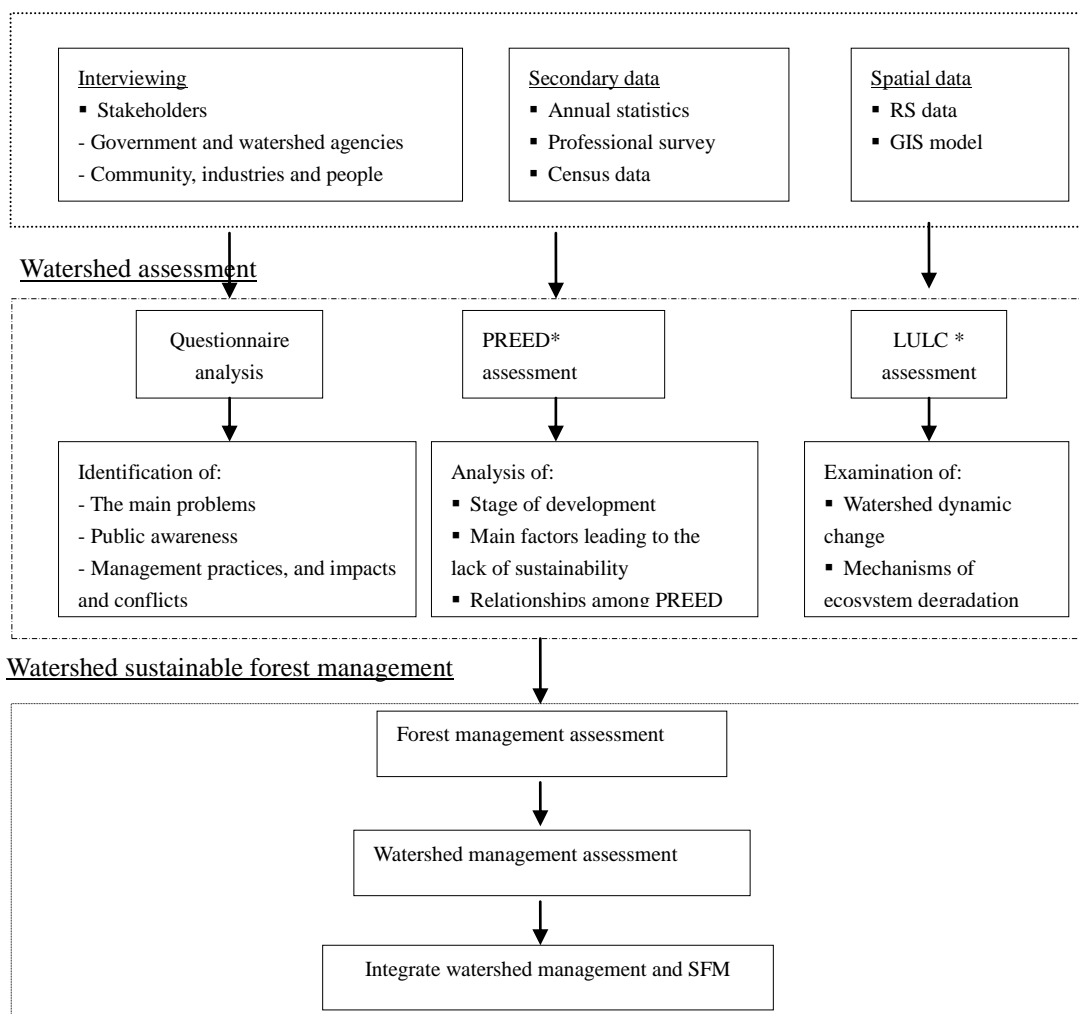 Interviewing
▪ Stakeholders
- Government and watershed agencies
- Community, industries and people
Secondary data
▪ Annual statistics
▪ Professional survey
▪ Census data
Spatial data
▪ RS data
▪ GIS model
Watershed assessment
Questionnaire
analysis
PREED*
assessment
LULC *
assessment
Identification of:
- The main problems
- Public awareness
- Management practices, and impacts
and conflicts
Analysis of:
▪ Stage of development
▪ Main factors leading to the
lack of sustainability
▪ Relationships among PREED
Examination of:
▪ Watershed dynamic
change
▪ Mechanisms of
ecosystem degradation
Watershed sustainable forest management
Forest management assessment
Watershed management assessment
Integrate watershed management and SFM